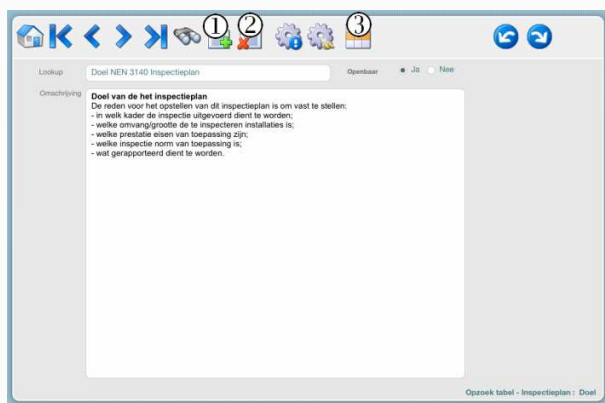 ① ② ③
Lookup Doel NEN 3140 Inspectieplan Openbaar Ja Nee
Omschrijving Doel van de het inspectieplan
De reden voor het opstellen van dit inspectieplan is om vast te stellen:
- in welk kader de inspectie uitgevoerd dient te worden;
- welke omvang/grootte de te inspecteren installaties is;
- welke prestatie eisen van toepassing zijn;
- welke inspectie norm van toepassing is;
- wat gerapporteerd dient te worden.
Opzoek tabel - Inspectieplan : Doel